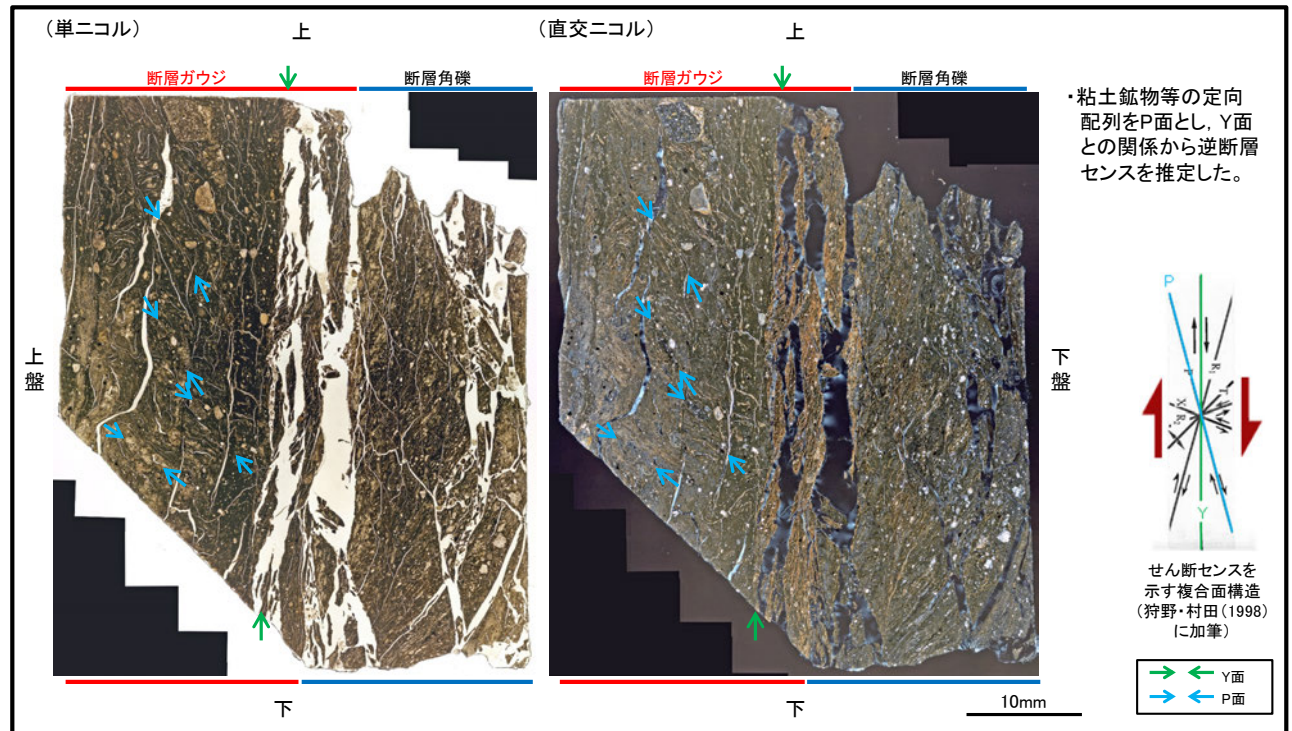 (単ニコル)
上
(直交ニコル)
上
断層ガウジ
断層角礫
断層ガウジ
断層角礫
・粘土鉱物等の定向
配列をP面とし,Y面
との関係から逆断層
センスを推定した。
上
盤
下
盤
P
R₁
P
X
R₂
Y
せん断センスを
示す複合面構造
(狩野・村田(1998)
に加筆)
Y面
P面
10mm
下
下